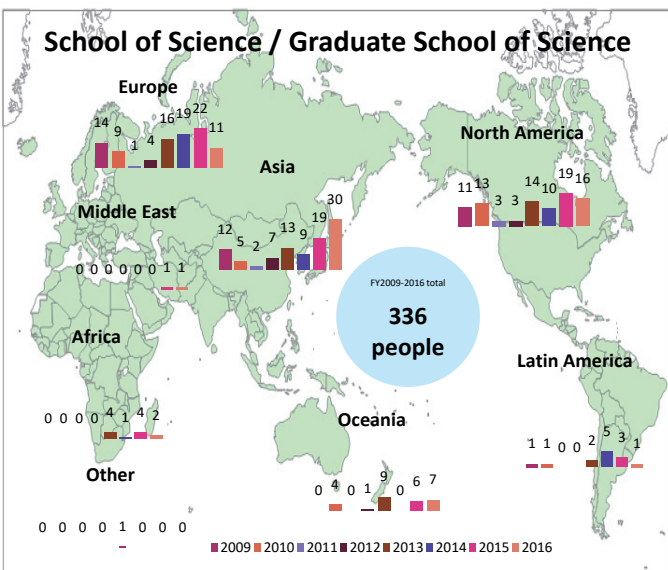 School of Science / Graduate School of Science
Europe
14 9 1 4 16 19 22 11
North America
11 13 3 3 14 10 19 16
Asia
12 5 2 7 13 9 19 30
Middle East
0 0 0 0 0 0 1 1
FY2009-2016 total
336
people
Africa
0 0 0 0 4 1 4 2
Latin America
1 1 0 0 2 5 3 1
Oceania
0 4 0 1 9 0 6 7
Other
0 0 0 0 1 0 0 0
2009 2010 2011 2012 2013 2014 2015 2016